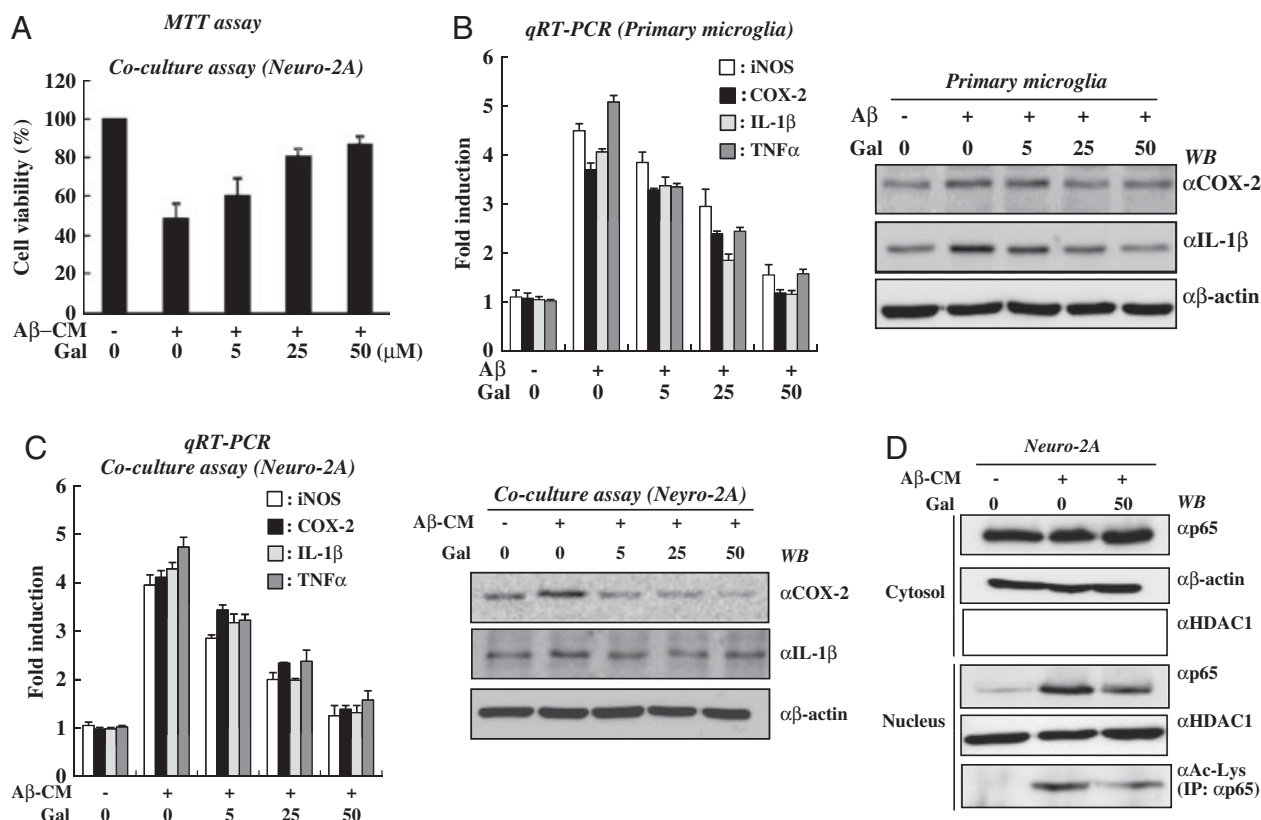 A
MTT assay
Co-culture assay (Neuro-2A)
Cell viability (%)
120
100
80
60
40
20
0
Aβ–CM - + + + +
Gal 0 0 5 25 50 (μM)
B
qRT-PCR (Primary microglia)
Fold induction
6
5
4
3
2
1
0
: iNOS
: COX-2
: IL-1β
: TNFα
Aβ - + + + +
Gal 0 0 5 25 50
Primary microglia
Aβ - + + + +
Gal 0 0 5 25 50 WB
αCOX-2
αIL-1β
αβ-actin
C
qRT-PCR
Co-culture assay (Neuro-2A)
Fold induction
6
5
4
3
2
1
0
: iNOS
: COX-2
: IL-1β
: TNFα
Aβ-CM - + + + +
Gal 0 0 5 25 50
Co-culture assay (Neyro-2A)
Aβ-CM - + + + +
Gal 0 0 5 25 50 WB
αCOX-2
αIL-1β
αβ-actin
D
Neuro-2A
Aβ-CM - + +
Gal 0 0 50 WB
Cytosol
αp65
αβ-actin
αHDAC1
Nucleus
αp65
αHDAC1
αAc-Lys
(IP: αp65)